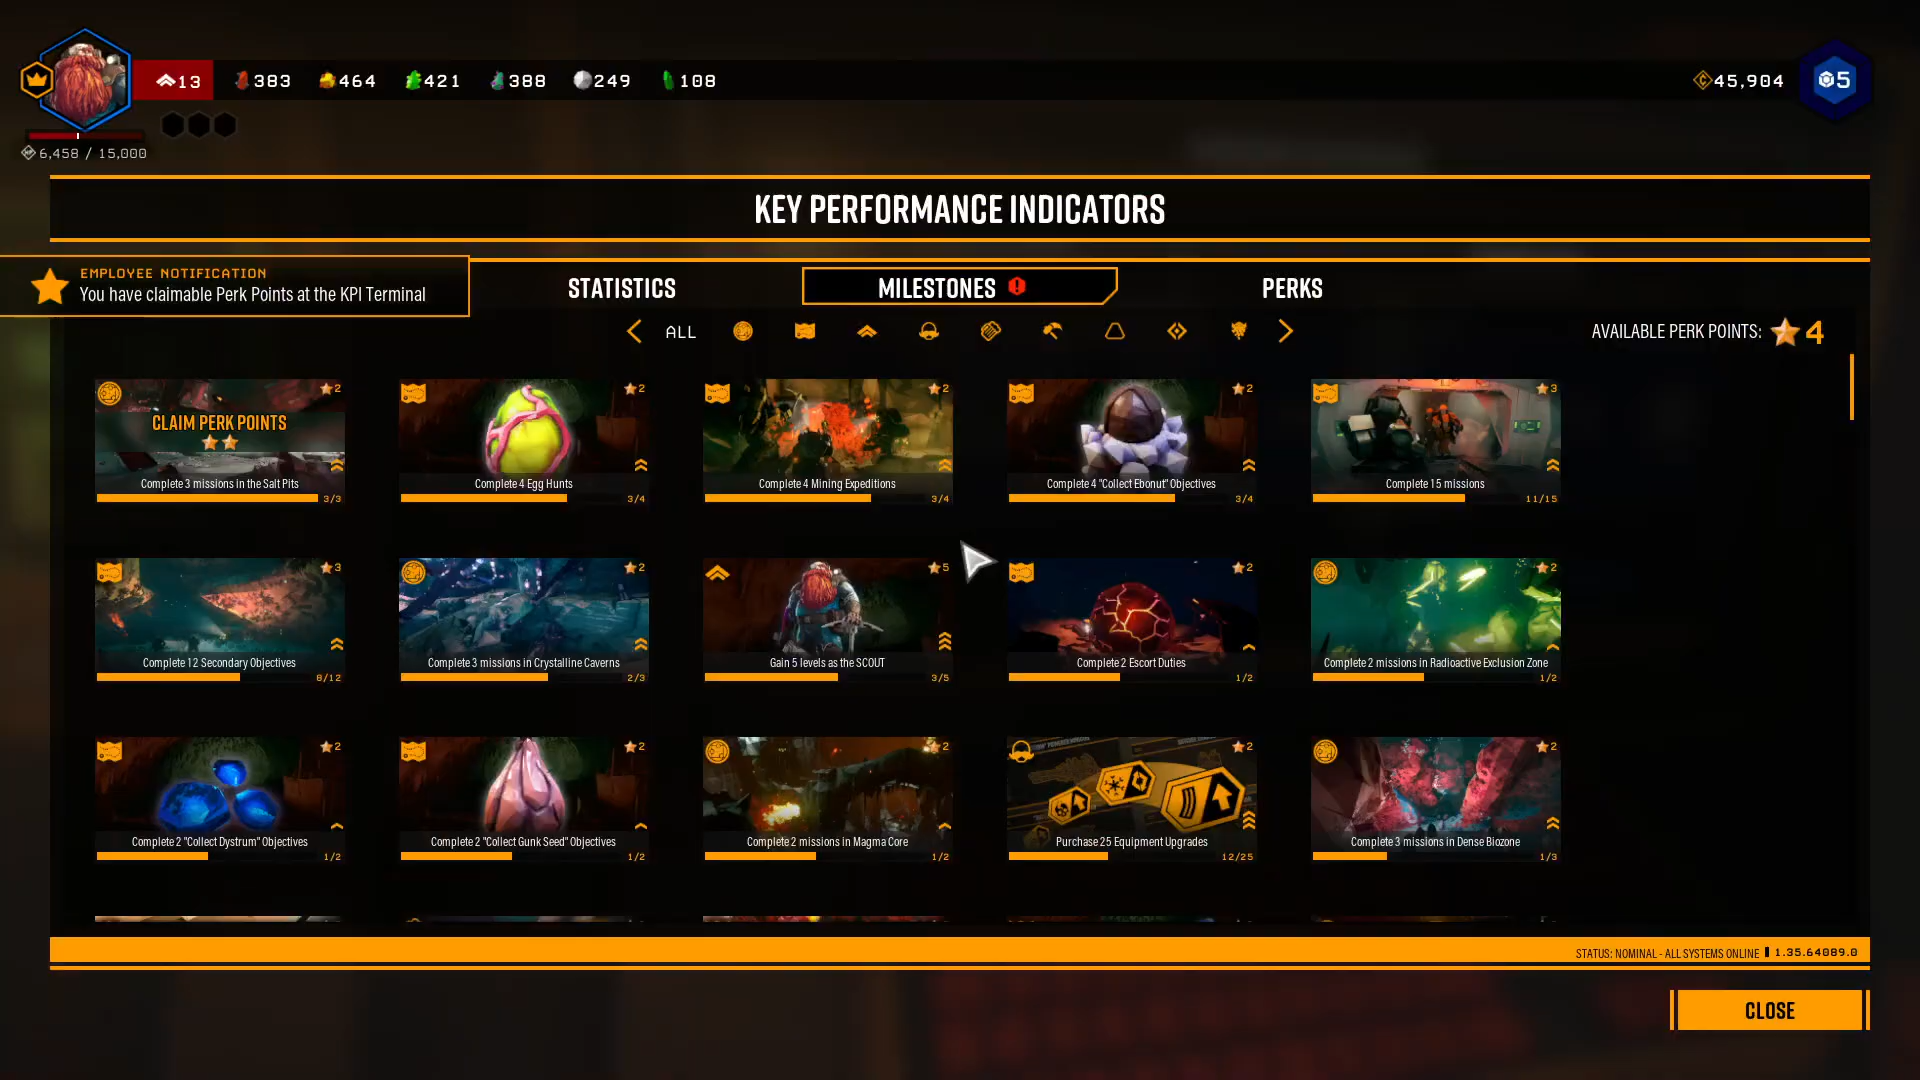 13 383 464 421 388 249 108 45,904 5
6,458 / 15,000
KEY PERFORMANCE INDICATORS
EMPLOYEE NOTIFICATION
You have claimable Perk Points at the KPI Terminal
STATISTICS MILESTONES PERKS
ALL
AVAILABLE PERK POINTS: 4
2 2 2 2 3
CLAIM PERK POINTS
Complete 3 missions in the Salt Pits
3/3
Complete 4 Egg Hunts
3/4
Complete 4 Mining Expeditions
3/4
Complete 4 "Collect Ebonut" Objectives
3/4
Complete 15 missions
11/15
3 2 5 2 2
Complete 12 Secondary Objectives
8/12
Complete 3 missions in Crystalline Caverns
2/3
Gain 5 levels as the SCOUT
3/5
Complete 2 Escort Duties
1/2
Complete 2 missions in Radioactive Exclusion Zone
1/2
2 2 2 2 2
Complete 2 "Collect Dystrum" Objectives
1/2
Complete 2 "Collect Gunk Seed" Objectives
1/2
Complete 2 missions in Magma Core
1/2
Purchase 25 Equipment Upgrades
12/25
Complete 3 missions in Dense Biozone
1/3
STATUS: NOMINAL - ALL SYSTEMS ONLINE 1.35.64089.0
CLOSE